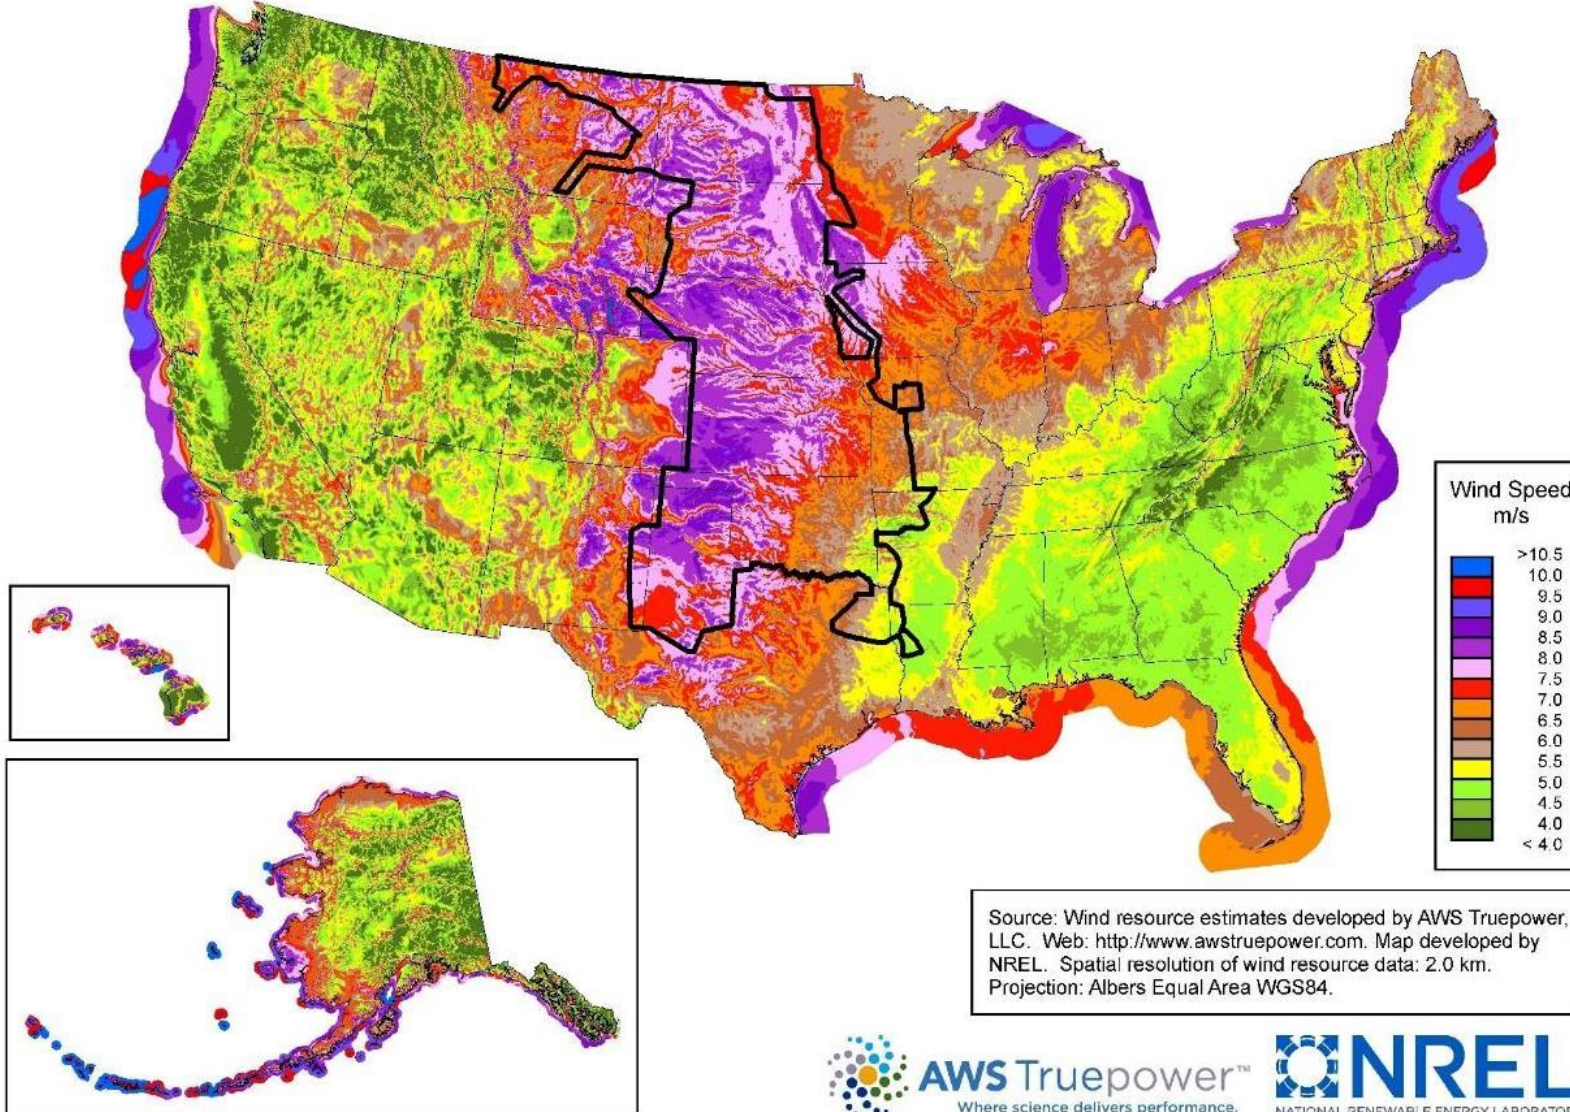 Wind Speed
m/s
>10.5
10.0
9.5
9.0
8.5
8.0
7.5
7.0
6.5
6.0
5.5
5.0
4.5
4.0
< 4.0
Source: Wind resource estimates developed by AWS Truepower,
LLC. Web: http://www.awstruepower.com. Map developed by
NREL. Spatial resolution of wind resource data: 2.0 km.
Projection: Albers Equal Area WGS84.
AWS Truepower™
Where science delivers performance.
NREL
NATIONAL RENEWABLE ENERGY LABORATOR